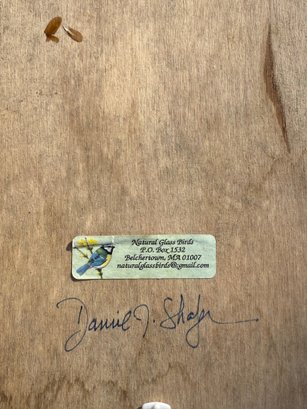 Natural Glass Birds
P.O. Box 1532
Belchertown, MA 01007
naturalglassbirds@gmail.com
Daniel J. Shafer